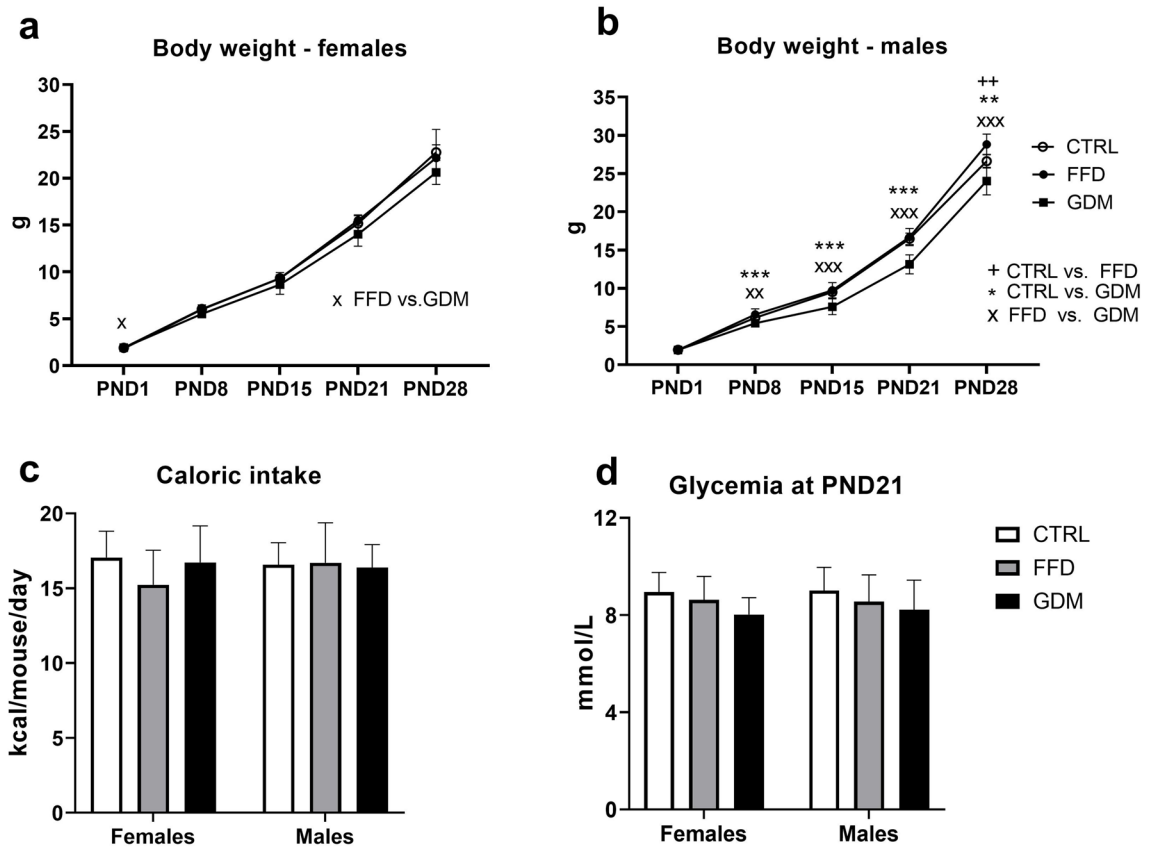 a
Body weight - females
30
25
20
15
10
5
0
g
x
x FFD vs.GDM
PND1 PND8 PND15 PND21 PND28
b
Body weight - males
35
30
25
20
15
10
5
0
g
***
xx
***
xxx
***
xxx
++
**
xxx
CTRL
FFD
GDM
+ CTRL vs. FFD
* CTRL vs. GDM
x FFD vs. GDM
PND1 PND8 PND15 PND21 PND28
c
Caloric intake
20
15
10
5
0
kcal/mouse/day
Females Males
d
Glycemia at PND21
12
8
4
0
mmol/L
Females Males
CTRL
FFD
GDM